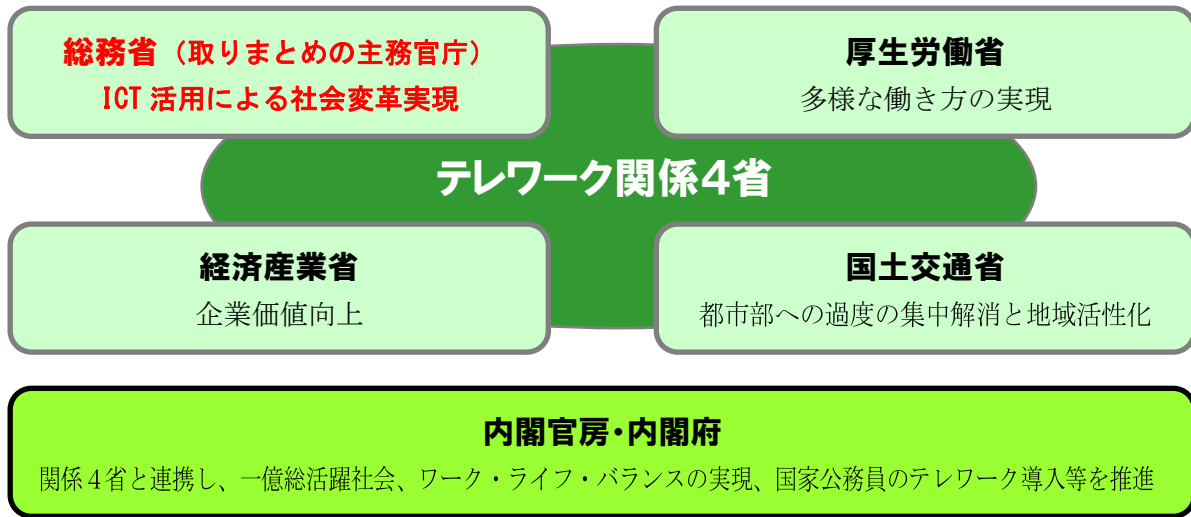 総務省（取りまとめの主務官庁）
ICT 活用による社会変革実現
厚生労働省
多様な働き方の実現
テレワーク関係4省
経済産業省
企業価値向上
国土交通省
都市部への過度の集中解消と地域活性化
内閣官房・内閣府
関係４省と連携し、一億総活躍社会、ワーク・ライフ・バランスの実現、国家公務員のテレワーク導入等を推進